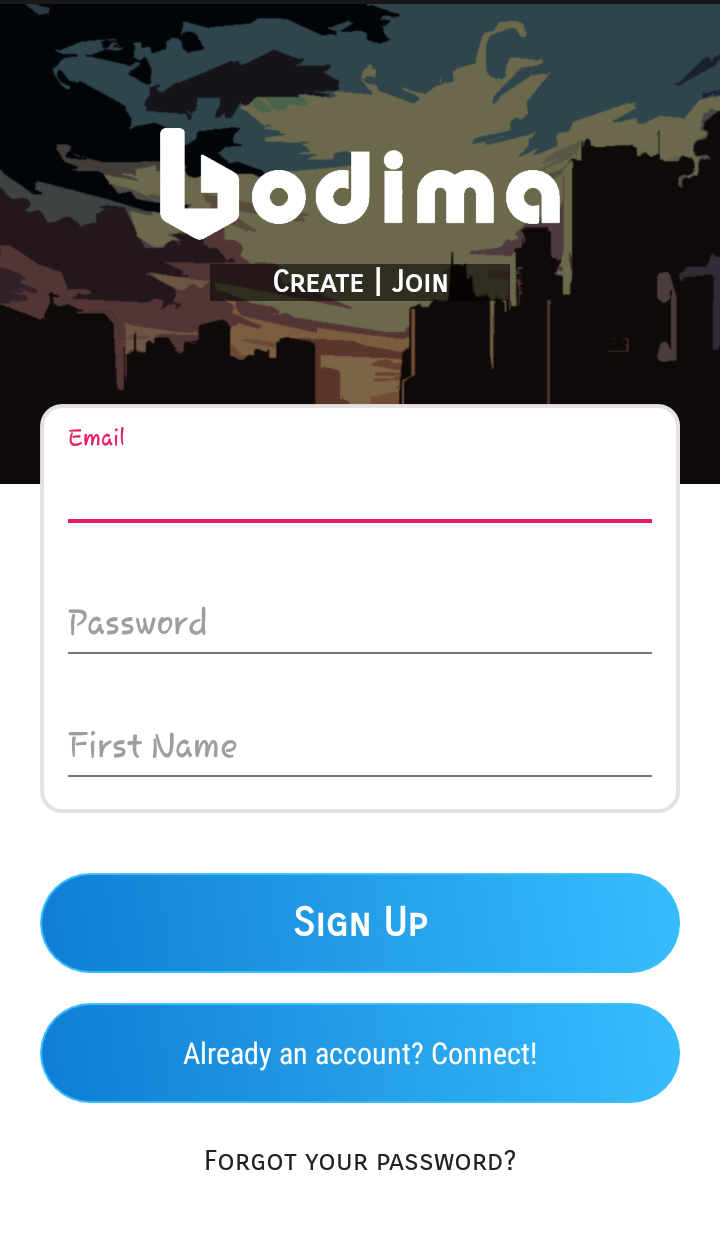 bodima
Create | Join
Email
Password
First Name
Sign Up
Already an account? Connect!
Forgot your password?